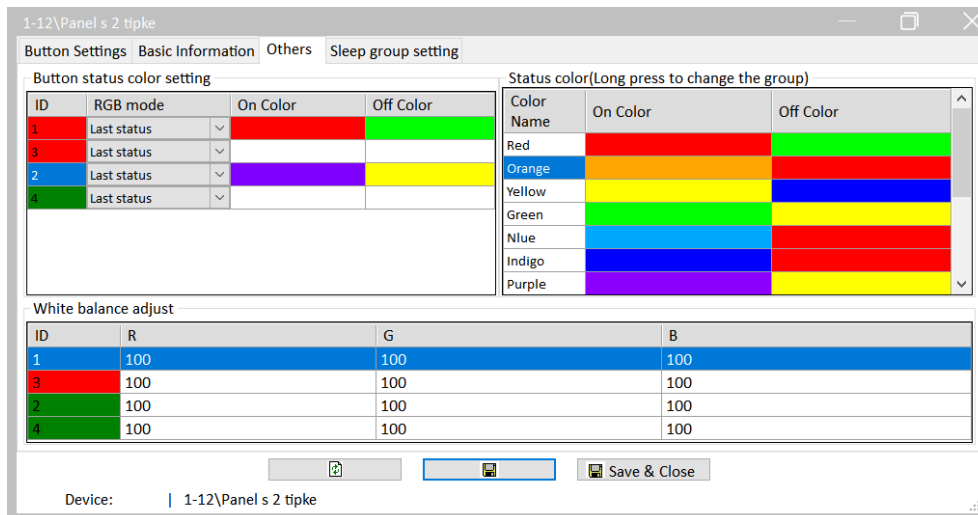 1-12\Panel s 2 tipke
Button Settings Basic Information Others Sleep group setting
Button status color setting
ID RGB mode On Color Off Color
1 Last status
3 Last status
2 Last status
4 Last status
Status color(Long press to change the group)
Color Name On Color Off Color
Red
Orange
Yellow
Green
Nlue
Indigo
Purple
White balance adjust
ID R G B
1 100 100 100
3 100 100 100
2 100 100 100
4 100 100 100
Save & Close
Device: | 1-12\Panel s 2 tipke